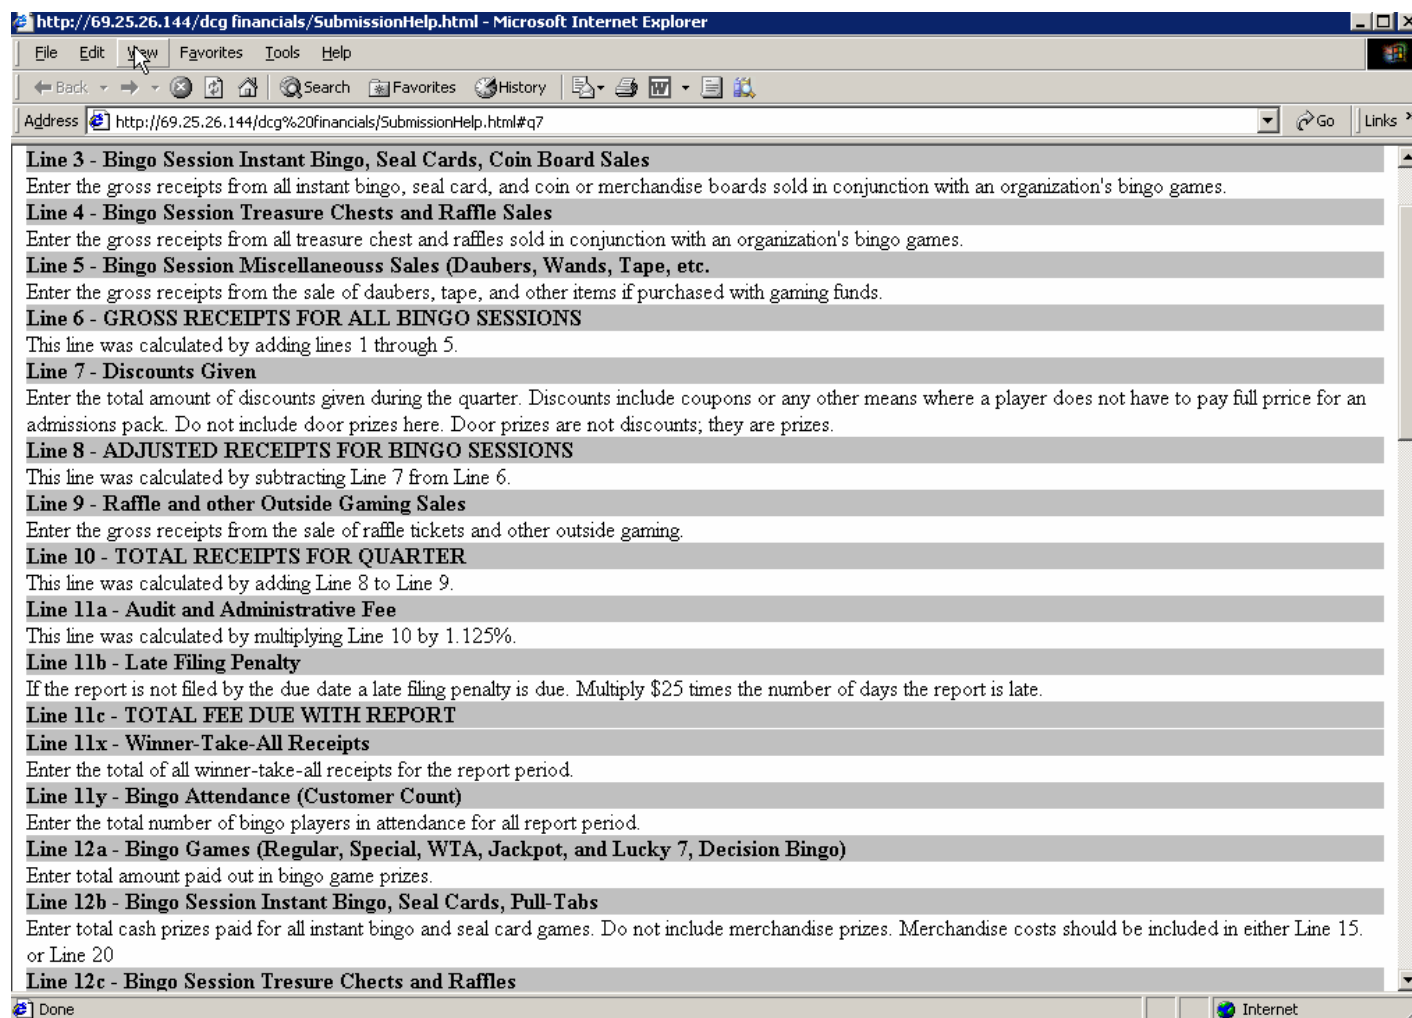 http://69.25.26.144/dcg financials/SubmissionHelp.html - Microsoft Internet Explorer
File Edit View Favorites Tools Help
Back Search Favorites History
Address http://69.25.26.144/dcg%20financials/SubmissionHelp.html#q7 Go Links
Line 3 - Bingo Session Instant Bingo, Seal Cards, Coin Board Sales
Enter the gross receipts from all instant bingo, seal card, and coin or merchandise boards sold in conjunction with an organization's bingo games.
Line 4 - Bingo Session Treasure Chests and Raffle Sales
Enter the gross receipts from all treasure chest and raffles sold in conjunction with an organization's bingo games.
Line 5 - Bingo Session Miscellaneouss Sales (Daubers, Wands, Tape, etc.
Enter the gross receipts from the sale of daubers, tape, and other items if purchased with gaming funds.
Line 6 - GROSS RECEIPTS FOR ALL BINGO SESSIONS
This line was calculated by adding lines 1 through 5.
Line 7 - Discounts Given
Enter the total amount of discounts given during the quarter. Discounts include coupons or any other means where a player does not have to pay full prrice for an
admissions pack. Do not include door prizes here. Door prizes are not discounts; they are prizes.
Line 8 - ADJUSTED RECEIPTS FOR BINGO SESSIONS
This line was calculated by subtracting Line 7 from Line 6.
Line 9 - Raffle and other Outside Gaming Sales
Enter the gross receipts from the sale of raffle tickets and other outside gaming.
Line 10 - TOTAL RECEIPTS FOR QUARTER
This line was calculated by adding Line 8 to Line 9.
Line 11a - Audit and Administrative Fee
This line was calculated by multiplying Line 10 by 1.125%.
Line 11b - Late Filing Penalty
If the report is not filed by the due date a late filing penalty is due. Multiply $25 times the number of days the report is late.
Line 11c - TOTAL FEE DUE WITH REPORT
Line 11x - Winner-Take-All Receipts
Enter the total of all winner-take-all receipts for the report period.
Line 11y - Bingo Attendance (Customer Count)
Enter the total number of bingo players in attendance for all report period.
Line 12a - Bingo Games (Regular, Special, WTA, Jackpot, and Lucky 7, Decision Bingo)
Enter total amount paid out in bingo game prizes.
Line 12b - Bingo Session Instant Bingo, Seal Cards, Pull-Tabs
Enter total cash prizes paid for all instant bingo and seal card games. Do not include merchandise prizes. Merchandise costs should be included in either Line 15.
or Line 20
Line 12c - Bingo Session Tresure Chects and Raffles
Done Internet